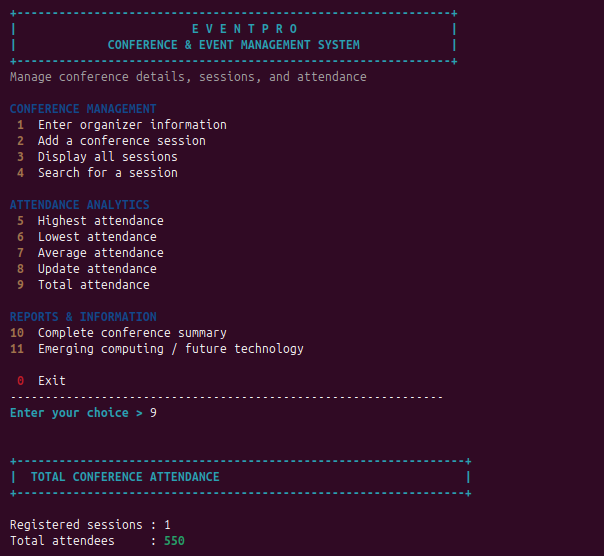 +--------------------------------------------------------------+
| E V E N T P R O |
| CONFERENCE & EVENT MANAGEMENT SYSTEM |
+--------------------------------------------------------------+
Manage conference details, sessions, and attendance
CONFERENCE MANAGEMENT
1 Enter organizer information
2 Add a conference session
3 Display all sessions
4 Search for a session
ATTENDANCE ANALYTICS
5 Highest attendance
6 Lowest attendance
7 Average attendance
8 Update attendance
9 Total attendance
REPORTS & INFORMATION
10 Complete conference summary
11 Emerging computing / future technology
0 Exit
--------------------------------------------------------------
Enter your choice > 9
+----------------------------------------------------------------+
| TOTAL CONFERENCE ATTENDANCE |
+----------------------------------------------------------------+
Registered sessions : 1
Total attendees : 550